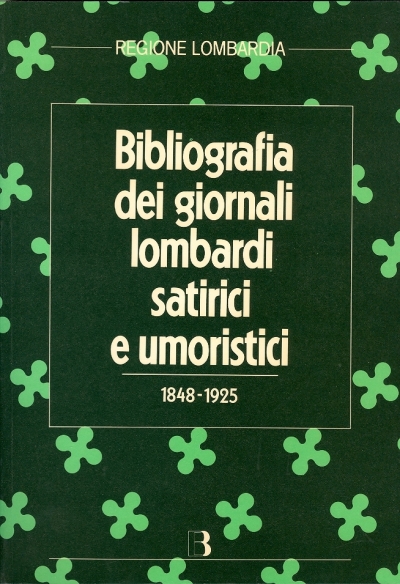 REGIONE LOMBARDIA
Bibliografia
dei giornali
lombardi
satirici
e umoristici
1848-1925
B